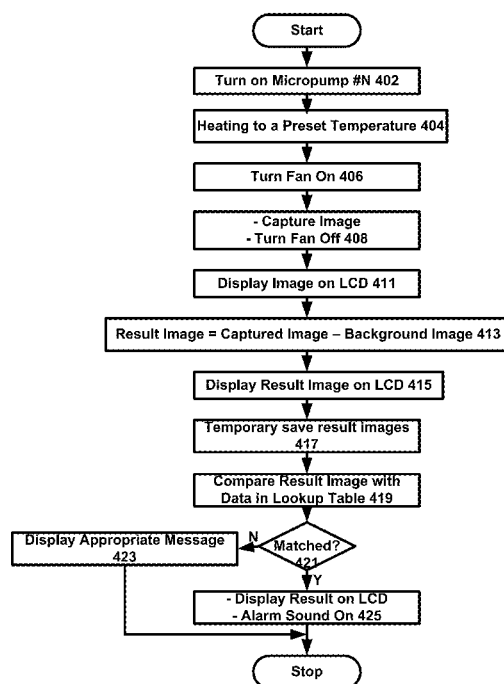 Start
Turn on Micropump #N 402
Heating to a Preset Temperature 404
Turn Fan On 406
- Capture Image
- Turn Fan Off 408
Display Image on LCD 411
Result Image = Captured Image – Background Image 413
Display Result Image on LCD 415
Temporary save result images
417
Compare Result Image with
Data in Lookup Table 419
Matched?
421
N
Display Appropriate Message
423
Y
- Display Result on LCD
- Alarm Sound On 425
Stop